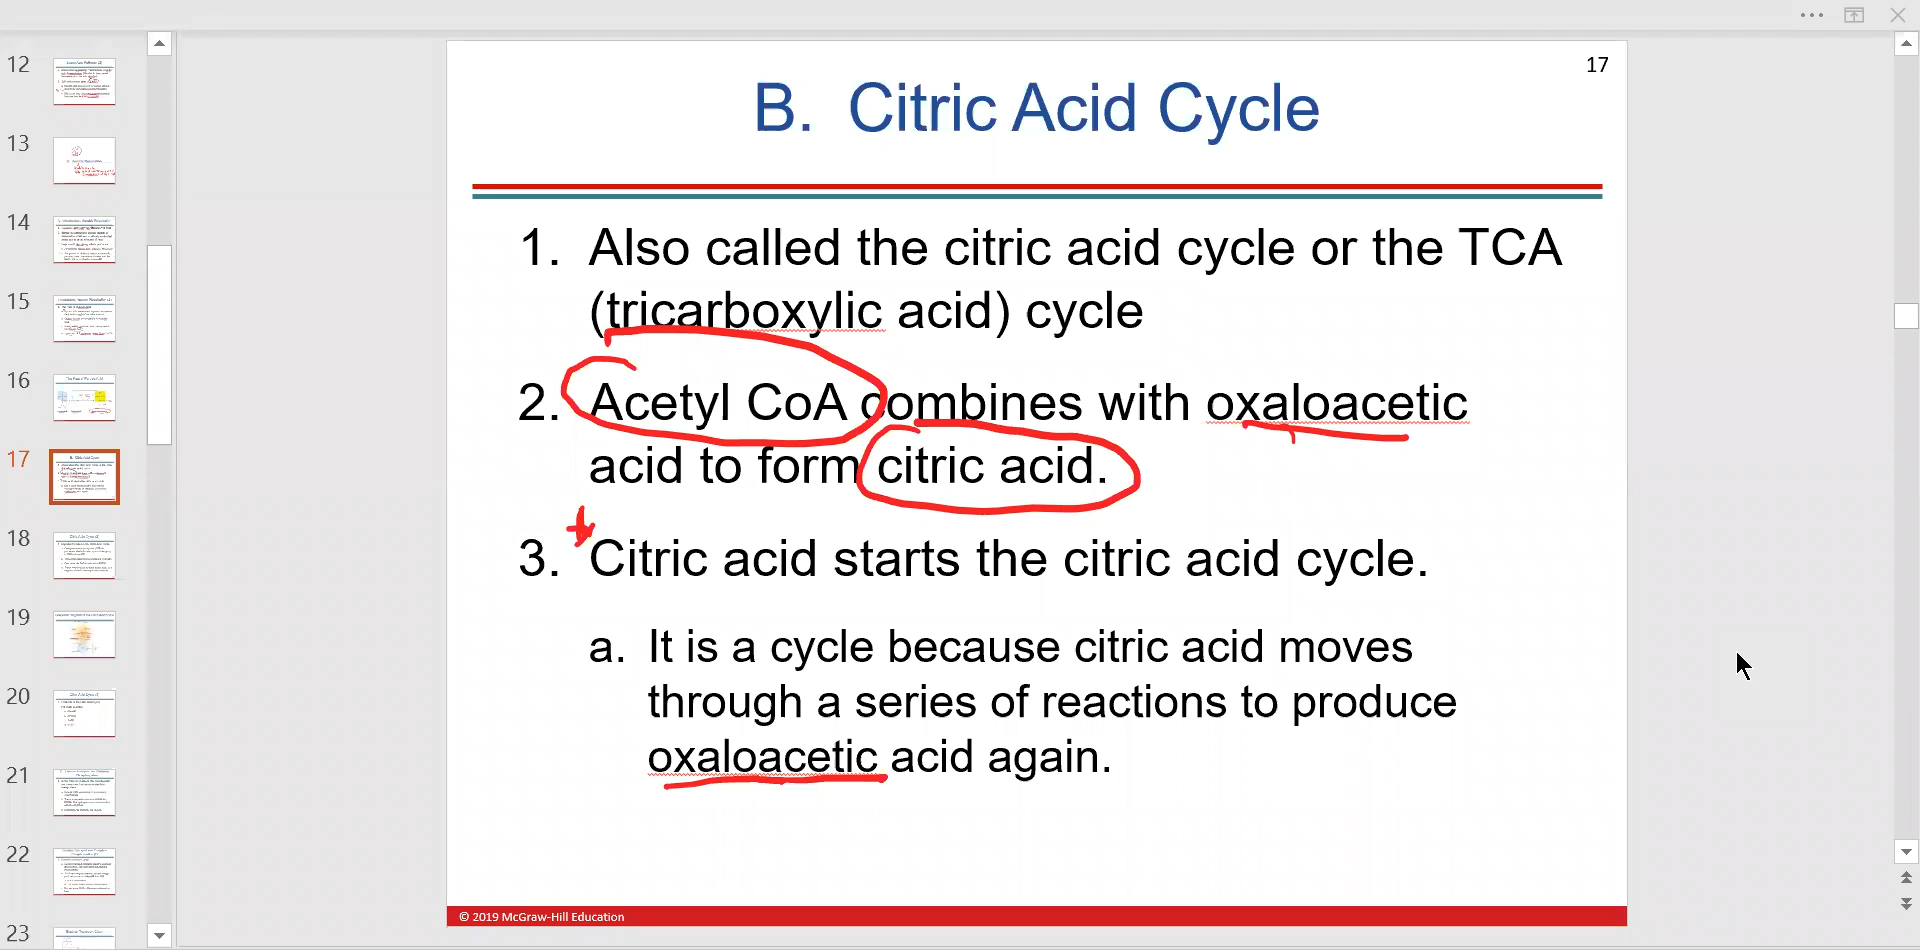 12
13
14
15
16
17
18
19
20
21
22
23
17
B. Citric Acid Cycle
1. Also called the citric acid cycle or the TCA
(tricarboxylic acid) cycle
2. Acetyl CoA combines with oxaloacetic
acid to form citric acid.
3. Citric acid starts the citric acid cycle.
a. It is a cycle because citric acid moves
through a series of reactions to produce
oxaloacetic acid again.
© 2019 McGraw-Hill Education